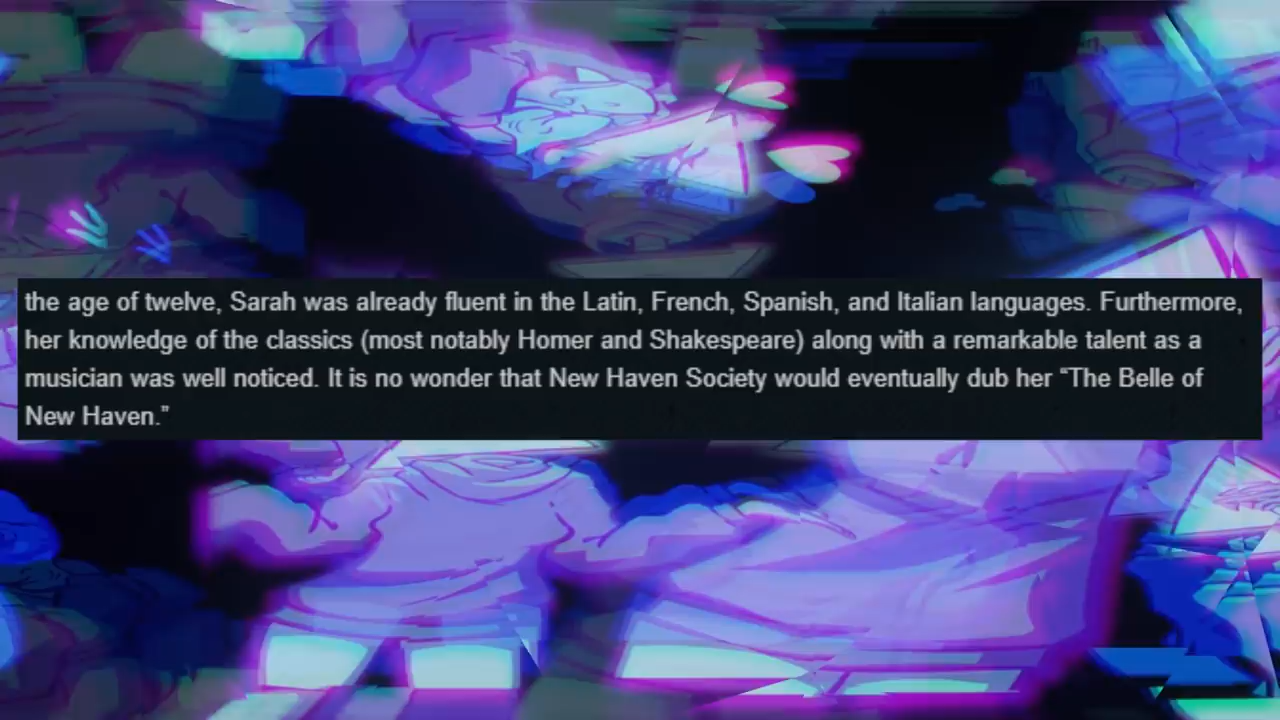 the age of twelve, Sarah was already fluent in the Latin, French, Spanish, and Italian languages. Furthermore,
her knowledge of the classics (most notably Homer and Shakespeare) along with a remarkable talent as a
musician was well noticed. It is no wonder that New Haven Society would eventually dub her “The Belle of
New Haven.”